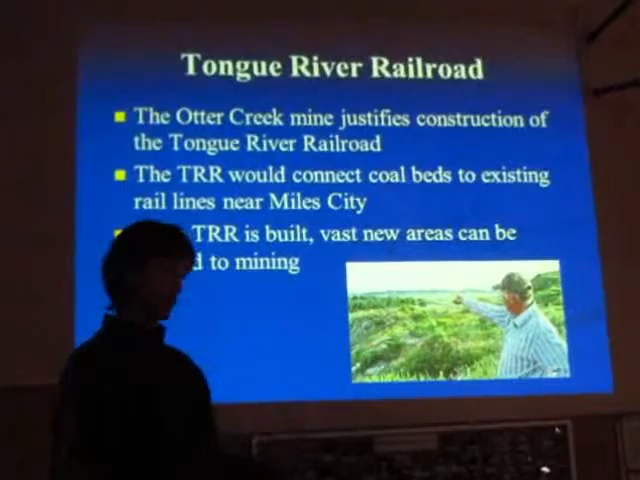 Tongue River Railroad
The Otter Creek mine justifies construction of
the Tongue River Railroad
The TRR would connect coal beds to existing
rail lines near Miles City
TRR is built, vast new areas can be
to mining